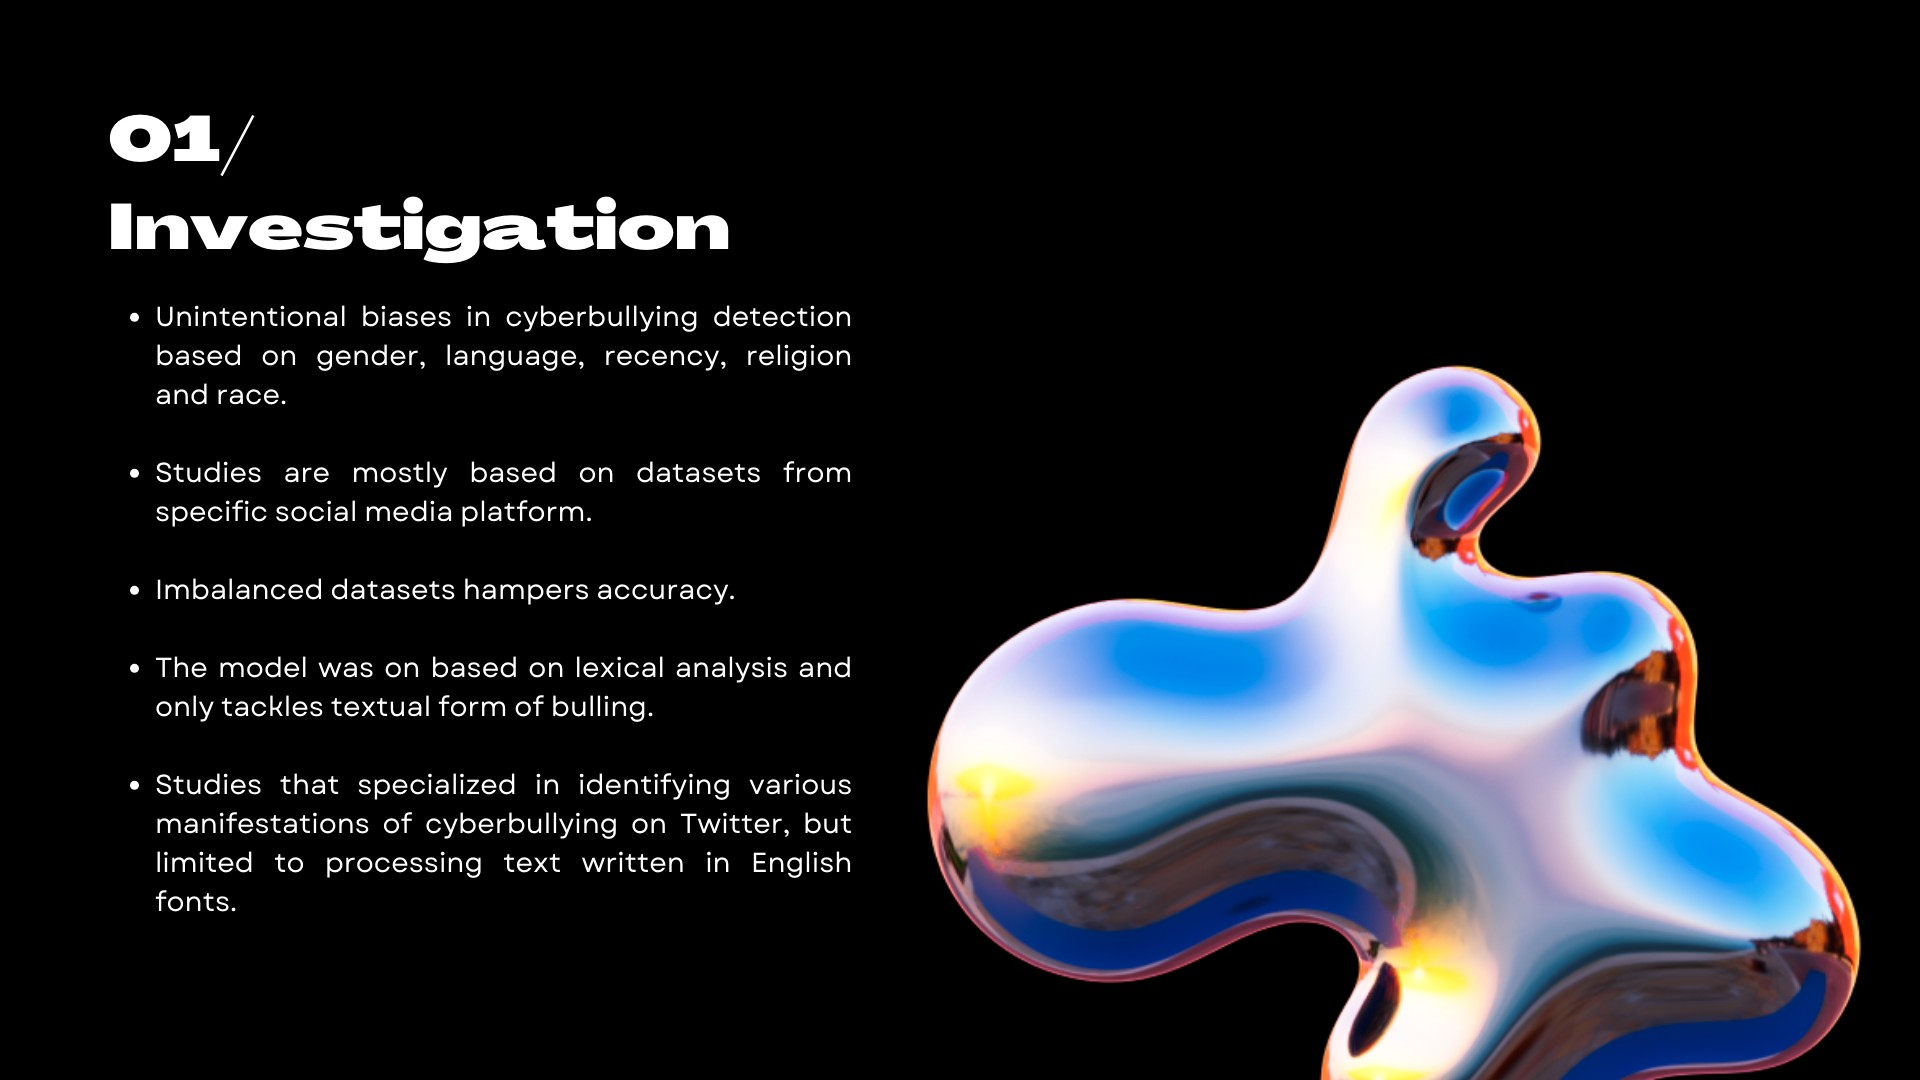 01/
Investigation
• Unintentional biases in cyberbullying detection
based on gender, language, recency, religion
and race.
• Studies are mostly based on datasets from
specific social media platform.
• Imbalanced datasets hampers accuracy.
• The model was on based on lexical analysis and
only tackles textual form of bulling.
• Studies that specialized in identifying various
manifestations of cyberbullying on Twitter, but
limited to processing text written in English
fonts.